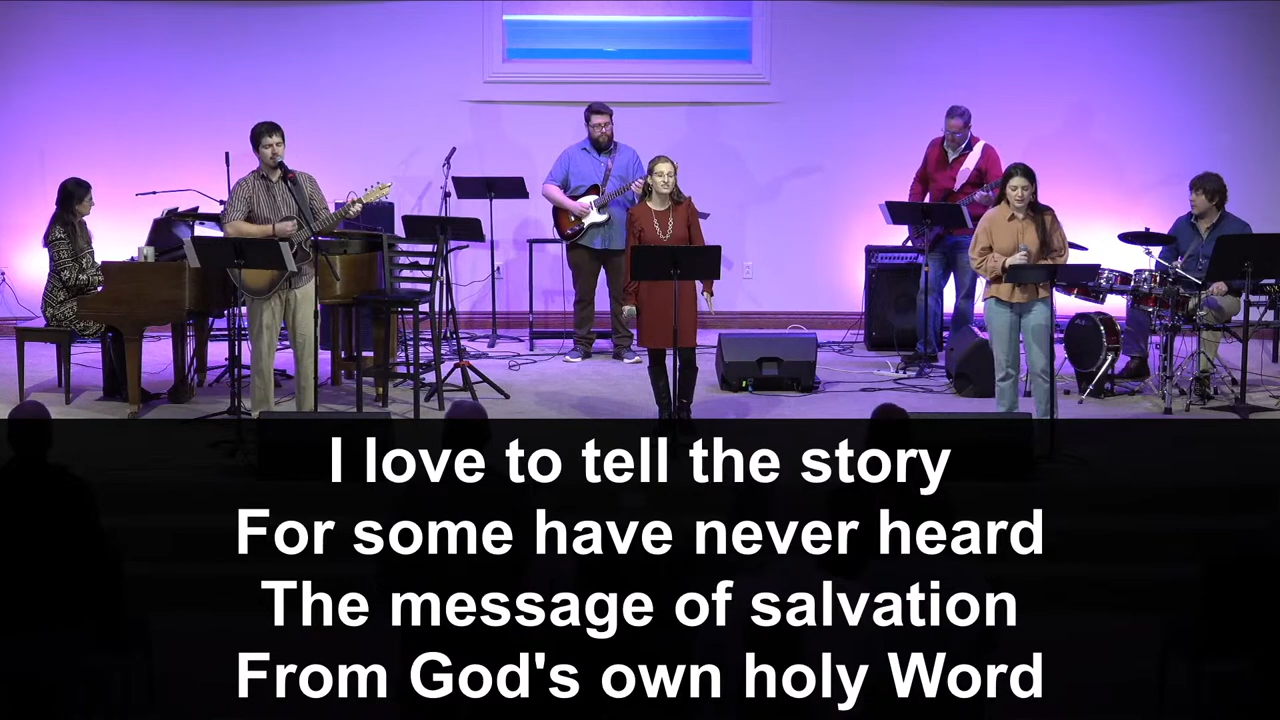 I love to tell the story
For some have never heard
The message of salvation
From God's own holy Word